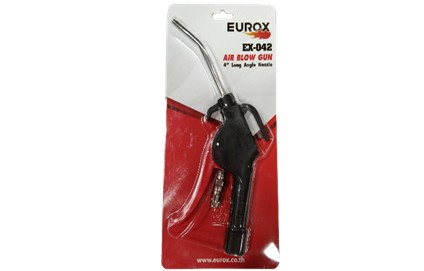 EUROX
EX-042
AIR BLOW GUN
4" Long Angle Nozzle
www.eurox.co.th